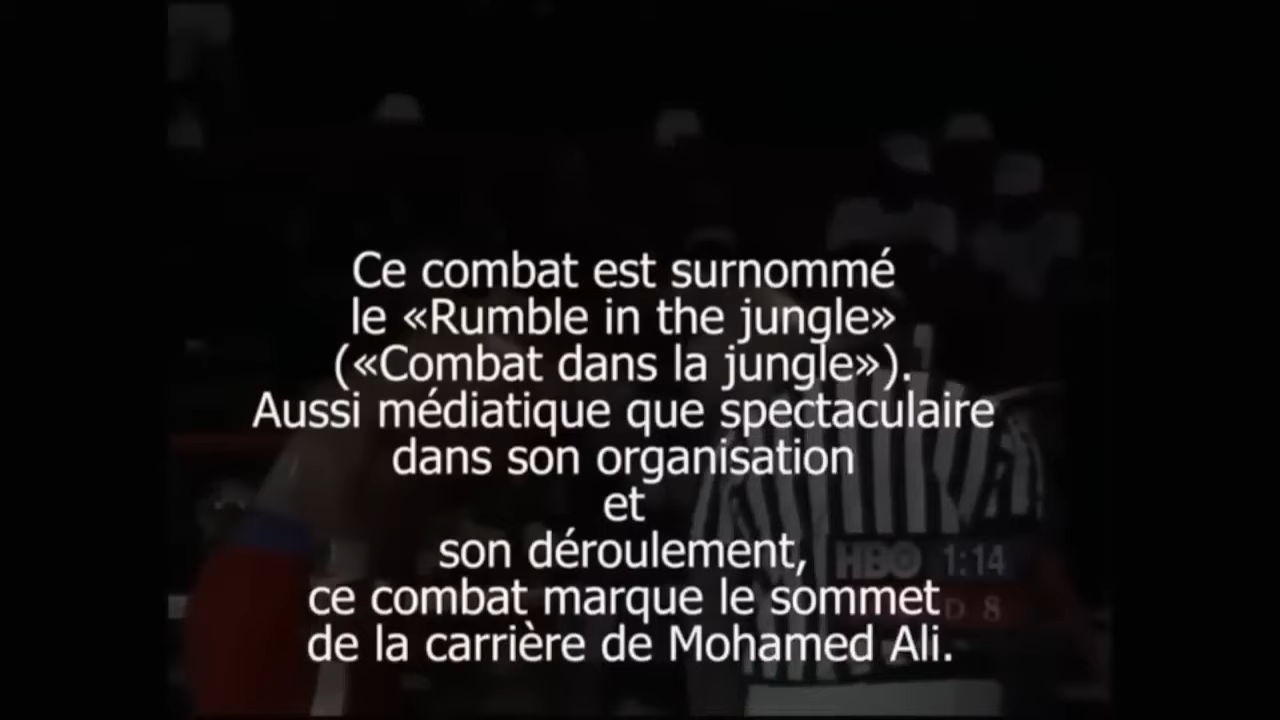 Ce combat est surnommé
le «Rumble in the jungle»
(«Combat dans la jungle»).
Aussi médiatique que spectaculaire
dans son organisation
et
son déroulement,
ce combat marque le sommet
de la carrière de Mohamed Ali.
HBO 1:14
D 8